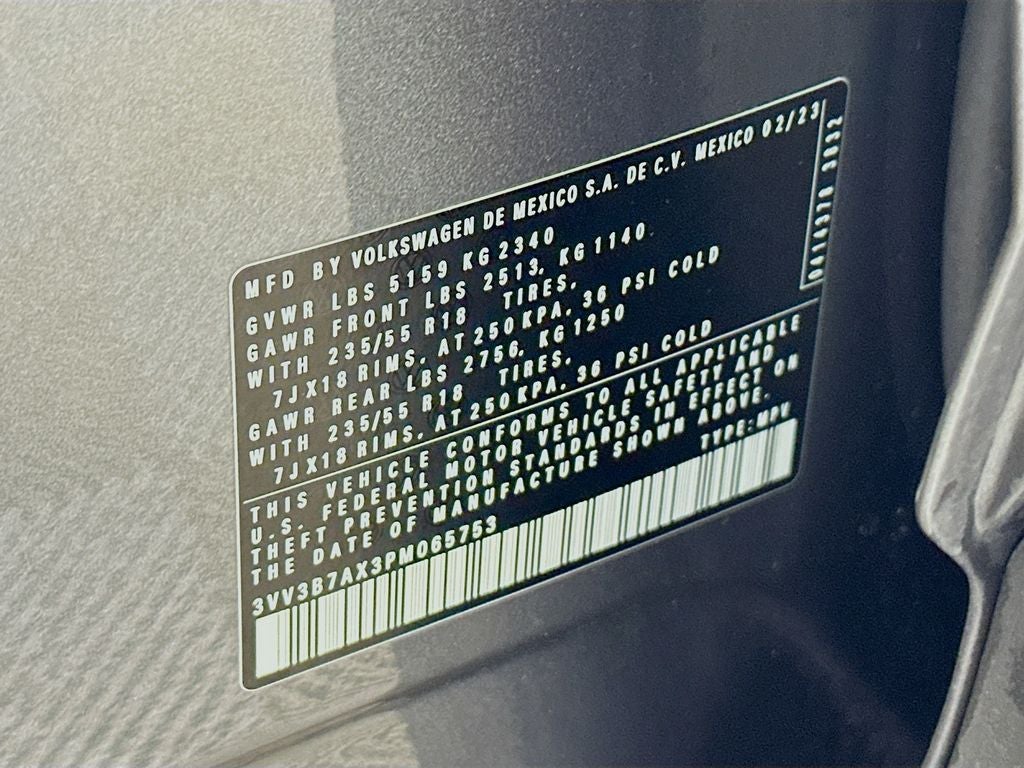 MFD BY VOLKSWAGEN DE MEXICO S.A. DE C.V. MEXICO 02/23
GVWR LBS 5159 KG 2340
GAWR FRONT LBS 2513, KG 1140
WITH 235/55 R18 TIRES,
7JX18 RIMS, AT 250 KPA, 36 PSI COLD
GAWR REAR LBS 2756, KG 1250
WITH 235/55 R18 TIRES,
7JX18 RIMS, AT 250 KPA, 36 PSI COLD
THIS VEHICLE CONFORMS TO ALL APPLICABLE
U.S. FEDERAL MOTOR VEHICLE SAFETY AND
THEFT PREVENTION STANDARDS IN EFFECT ON
THE DATE OF MANUFACTURE SHOWN ABOVE.
3VV3B7AX3PM065753 TYPE: MPV